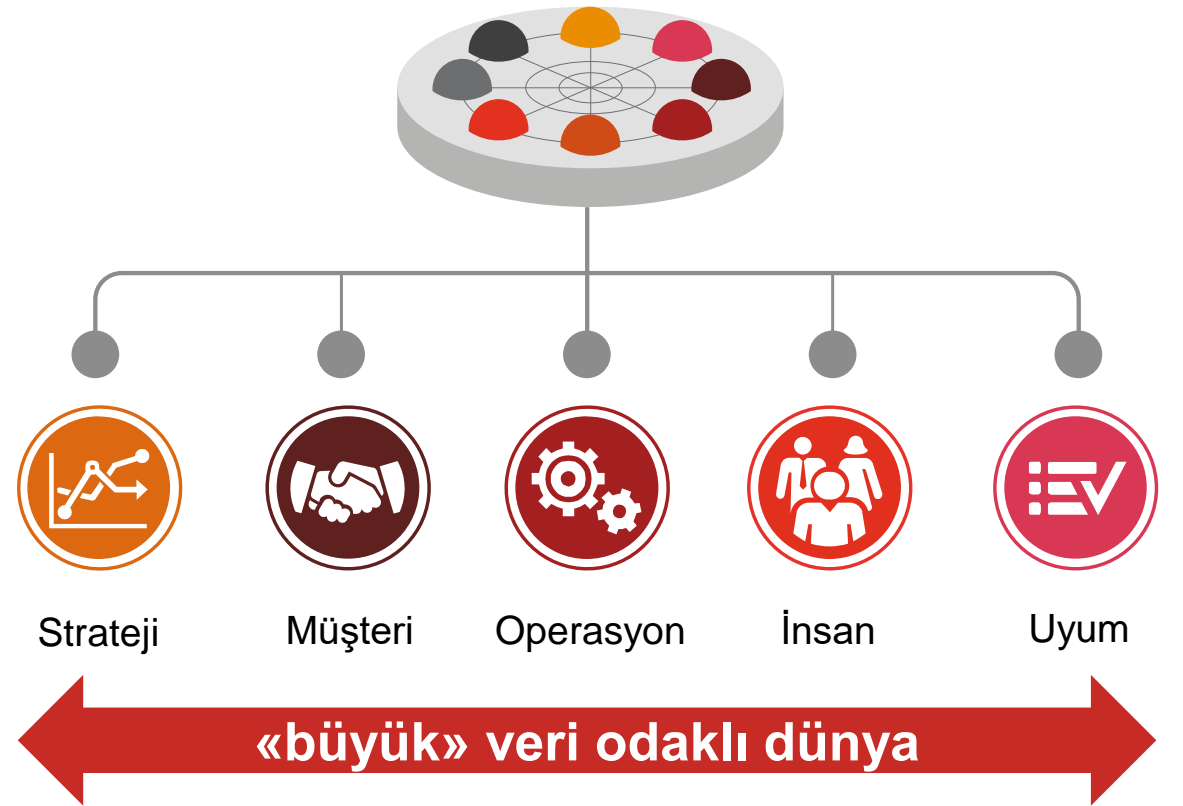 Strateji
Müşteri
Operasyon
İnsan
Uyum
«büyük» veri odaklı dünya